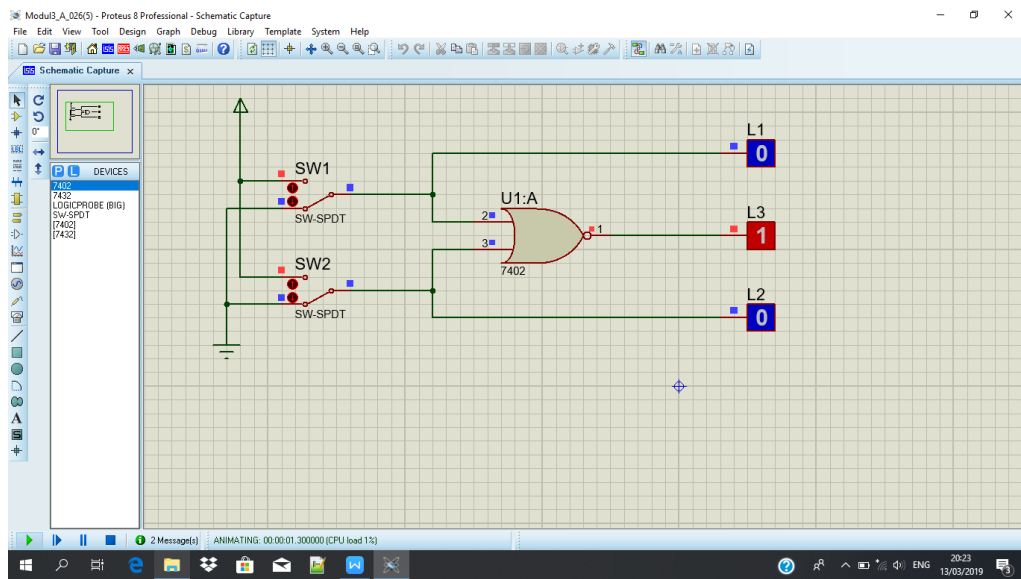 Modul3_A_026(5) - Proteus 8 Professional - Schematic Capture
File Edit View Tool Design Graph Debug Library Template System Help
Schematic Capture x
0°
P L DEVICES
7402
7432
LOGICPROBE (BIG)
SW-SPDT
[7402]
[7432]
L1
0
SW1
SW-SPDT
U1:A
2
3
1
7402
L3
1
SW2
SW-SPDT
L2
0
2 Message(s)
ANIMATING: 00:00:01.300000 (CPU load 1%)
ENG
20:23
13/03/2019
3